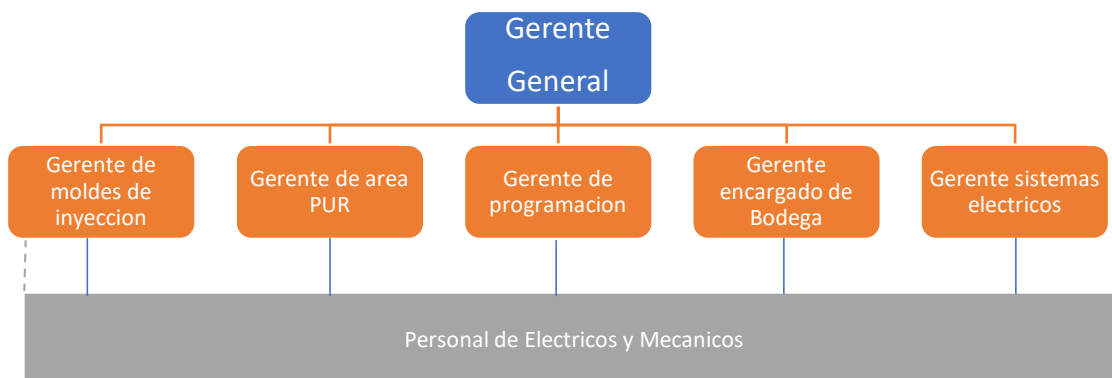 Gerente
General
Gerente de
moldes de
inyeccion
Gerente de area
PUR
Gerente de
programacion
Gerente
encargado de
Bodega
Gerente sistemas
electricos
Personal de Electricos y Mecanicos